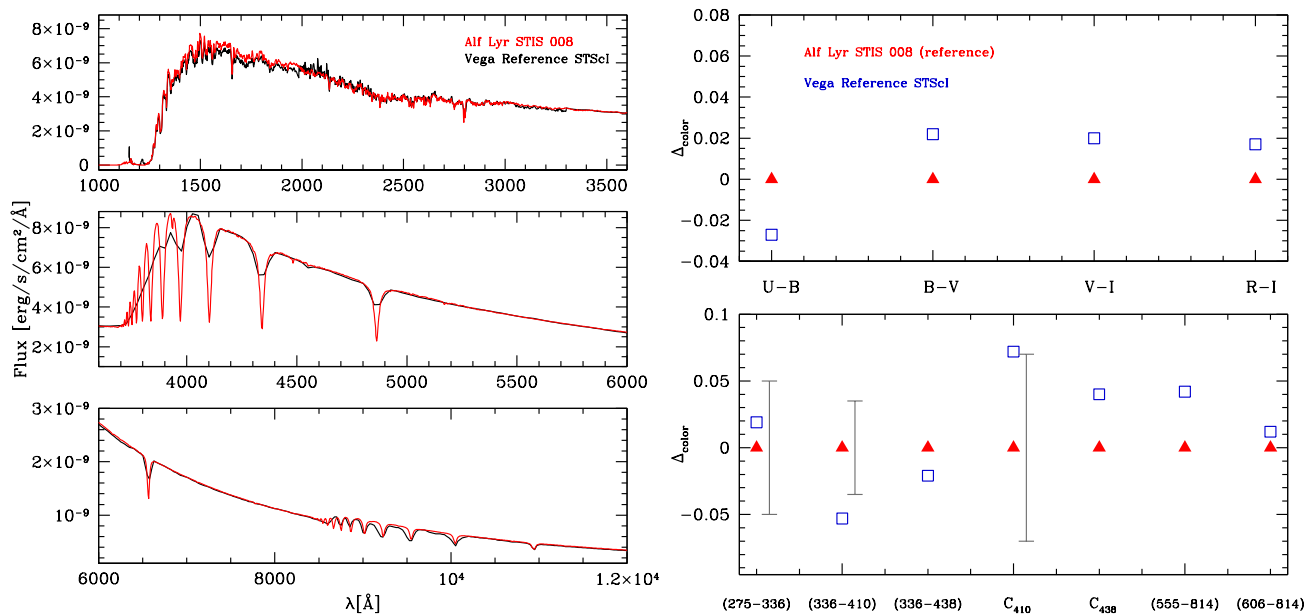 Flux [erg/s/cm²/Å]
8×10⁻⁹
6×10⁻⁹
4×10⁻⁹
2×10⁻⁹
0
Alf Lyr STIS 008
Vega Reference STScI
1000 1500 2000 2500 3000 3500
8×10⁻⁹
6×10⁻⁹
4×10⁻⁹
2×10⁻⁹
4000 4500 5000 5500 6000
3×10⁻⁹
2×10⁻⁹
10⁻⁹
6000 8000 10⁴ 1.2×10⁴
λ[Å]
Δcolor
0.08
0.06
0.04
0.02
0
−0.02
−0.04
Alf Lyr STIS 008 (reference)
Vega Reference STScI
U−B B−V V−I R−I
Δcolor
0.1
0.05
0
−0.05
(275−336) (336−410) (336−438) C₄₁₀ C₄₃₈ (555−814) (606−814)